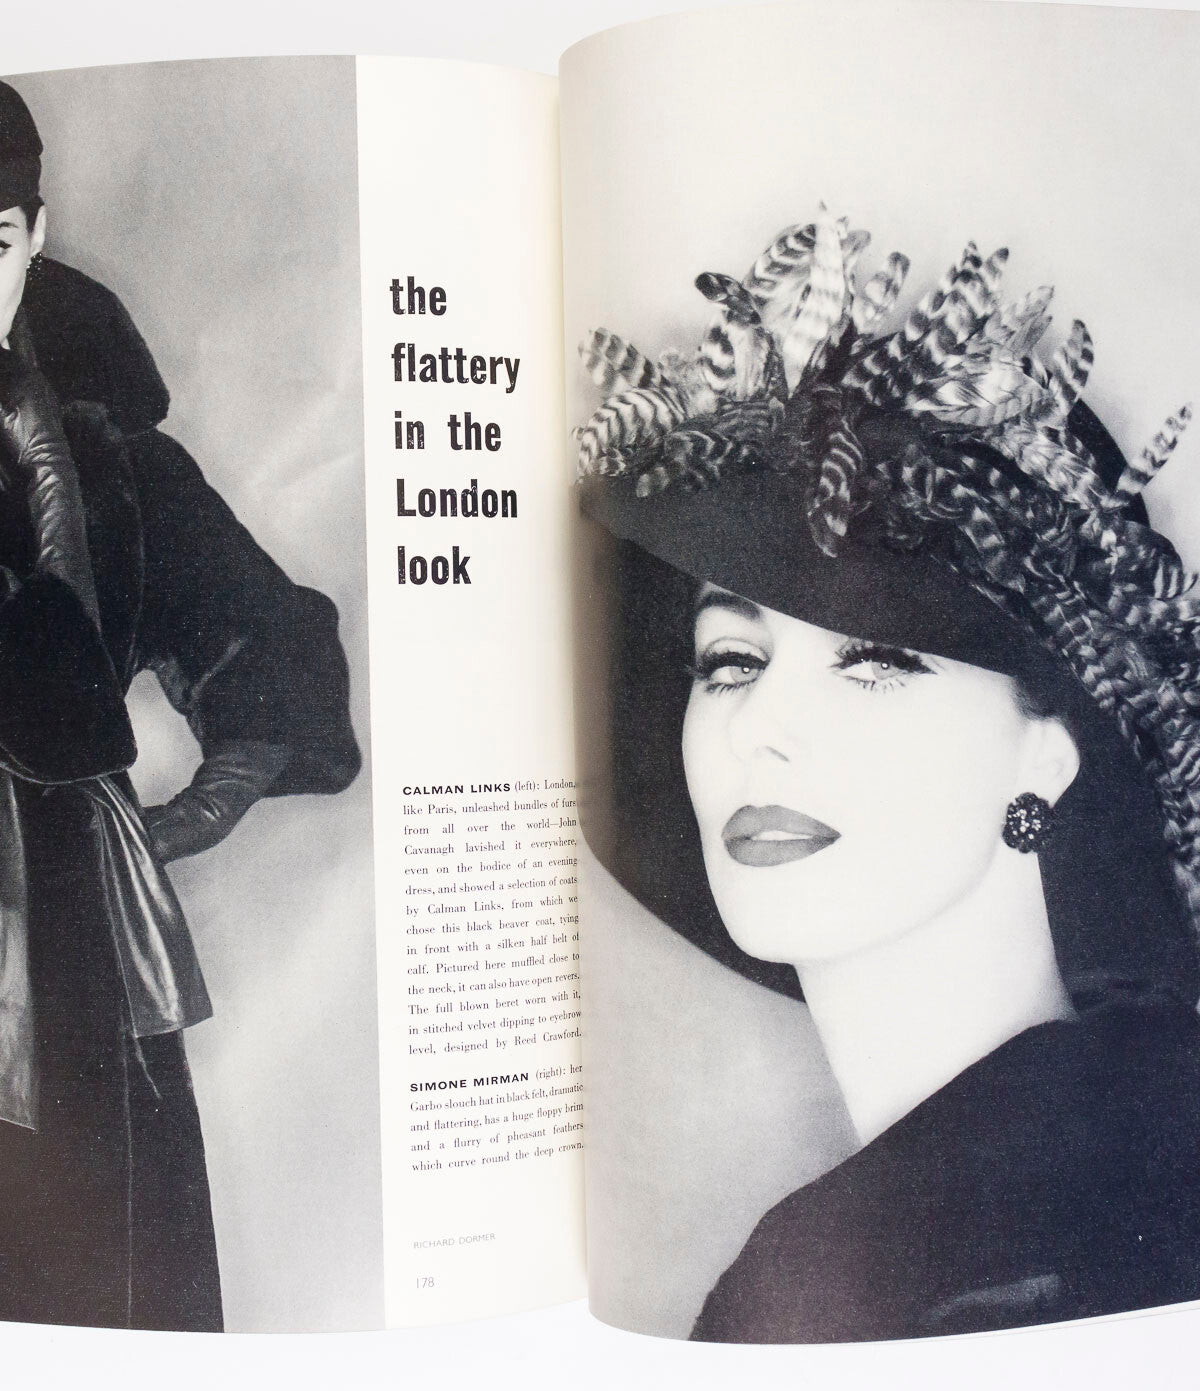 the
flattery
in the
London
look
CALMAN LINKS (left): London,
like Paris, unleashed bundles of furs
from all over the world—John
Cavanagh lavished it everywhere,
even on the bodice of an evening
dress, and showed a selection of coats
by Calman Links, from which we
chose this black beaver coat, tying
in front with a silken half belt of
calf. Pictured here muffled close to
the neck, it can also have open revers.
The full blown beret worn with it,
in stitched velvet dipping to eyebrow
level, designed by Reed Crawford.
SIMONE MIRMAN (right): her
Garbo slouch hat in black felt, dramatic
and flattering, has a huge floppy brim
and a flurry of pheasant feathers
which curve round the deep crown.
RICHARD DORMER
178